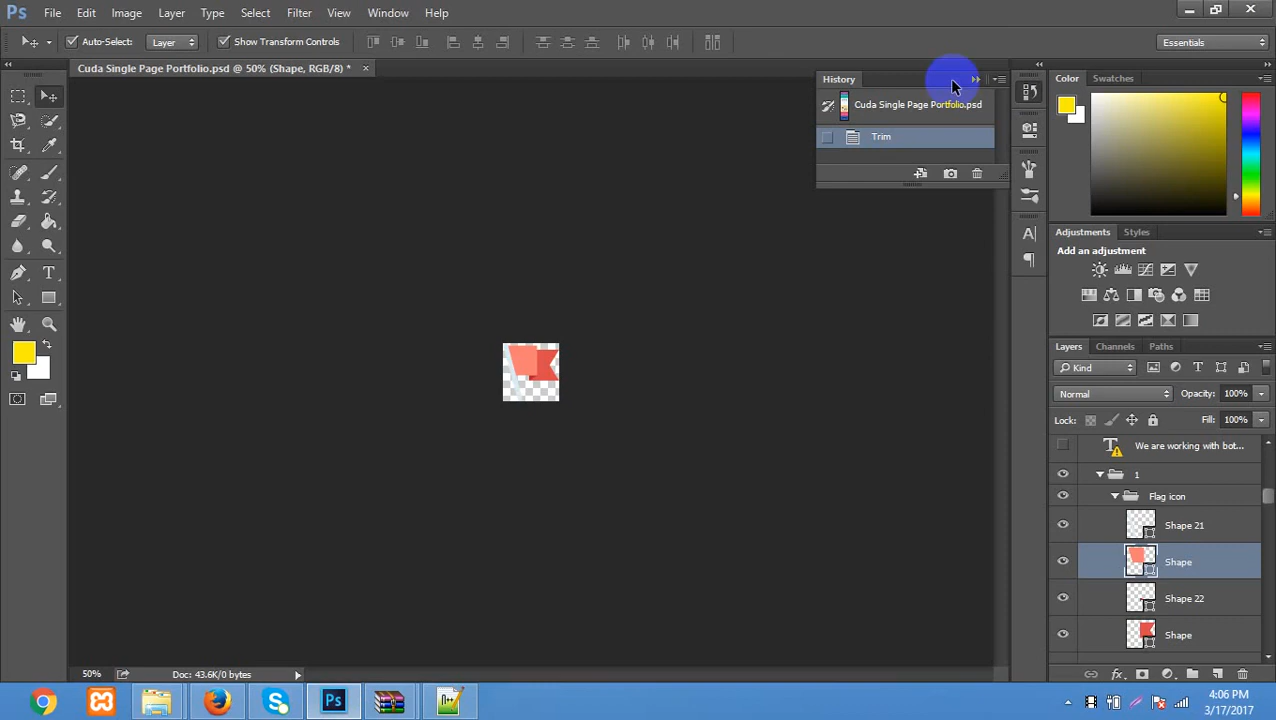 Ps File Edit Image Layer Type Select Filter View Window Help
Auto-Select: Layer Show Transform Controls Essentials
Cuda Single Page Portfolio.psd @ 50% (Shape, RGB/8) *
History
Cuda Single Page Portfolio.psd
Trim
Color Swatches
Adjustments Styles
Add an adjustment
Layers Channels Paths
Kind
Normal Opacity: 100%
Lock: Fill: 100%
We are working with bot...
1
Flag icon
Shape 21
Shape
Shape 22
Shape
50% Doc: 43.6K/0 bytes
Ps
4:06 PM
3/17/2017